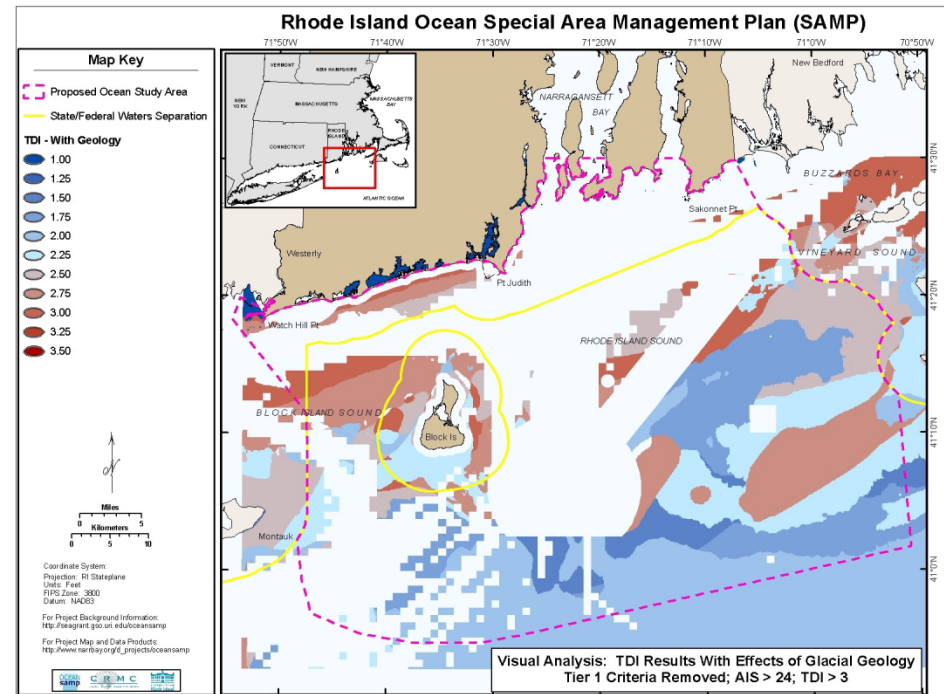 Rhode Island Ocean Special Area Management Plan (SAMP)
Map Key
Proposed Ocean Study Area
State/Federal Waters Separation
TDI - With Geology
1.00
1.25
1.50
1.75
2.00
2.25
2.50
2.75
3.00
3.25
3.50
N
Miles
0 5
Kilometers
0 5 10
Coordinate System:
Projection: RI Stateplane
Units: Feet
FIPS Zone: 3800
Datum: NAD83
For Project Background Information:
http://seagrant.gso.uri.edu/oceansamp
For Project Map and Data Products:
http://www.narrbay.org/d_projects/oceansamp
OCEAN
samp
CRMC
71°50'W
71°40'W
71°30'W
71°20'W
71°10'W
71°0'W
70°50'W
VERMONT
NEW HAMPSHIRE
NEW
YORK
MASSACHUSETTS
MASSACHUSETTS
BAY
RHODE
ISLAND
CONNECTICUT
ATLANTIC OCEAN
NARRAGANSETT
BAY
New Bedford
BUZZARDS BAY
Sakonnet Pt
VINEYARD SOUND
Westerly
Pt Judith
Watch Hill Pt
RHODE ISLAND SOUND
BLOCK ISLAND SOUND
Block Is
Montauk
41°30'N
41°20'N
41°10'N
41°0'N
Visual Analysis: TDI Results With Effects of Glacial Geology
Tier 1 Criteria Removed; AIS > 24; TDI > 3